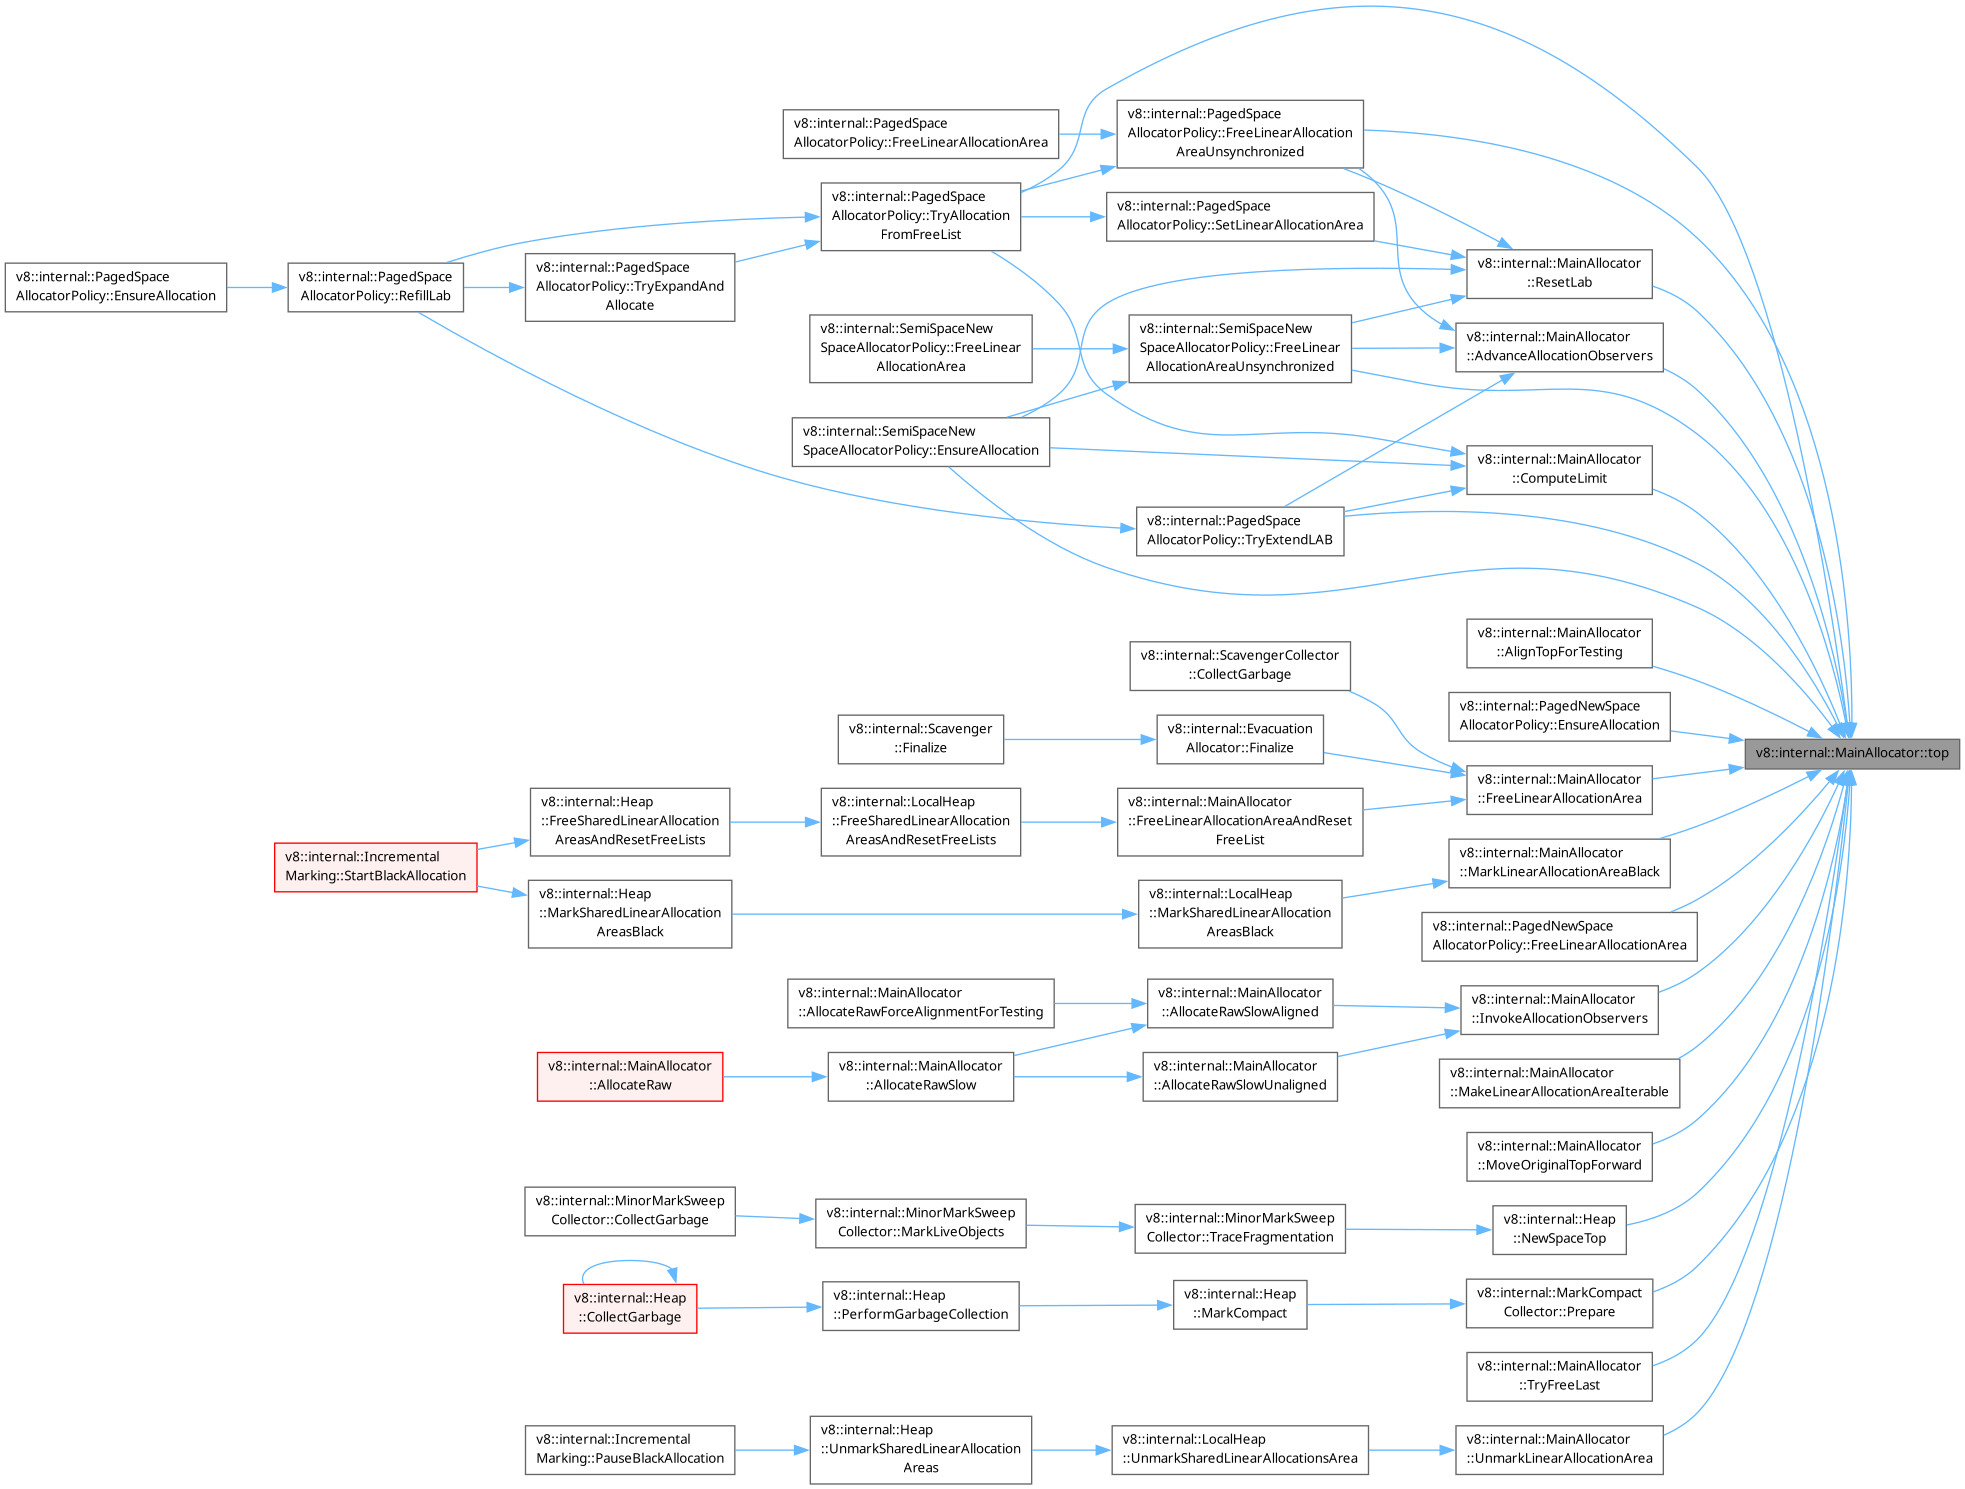 v8::internal::PagedSpace
AllocatorPolicy::EnsureAllocation
v8::internal::PagedSpace
AllocatorPolicy::RefillLab
v8::internal::PagedSpace
AllocatorPolicy::TryExpandAnd
Allocate
v8::internal::PagedSpace
AllocatorPolicy::FreeLinearAllocationArea
v8::internal::PagedSpace
AllocatorPolicy::TryAllocation
FromFreeList
v8::internal::SemiSpaceNew
SpaceAllocatorPolicy::FreeLinear
AllocationArea
v8::internal::SemiSpaceNew
SpaceAllocatorPolicy::EnsureAllocation
v8::internal::PagedSpace
AllocatorPolicy::FreeLinearAllocation
AreaUnsynchronized
v8::internal::PagedSpace
AllocatorPolicy::SetLinearAllocationArea
v8::internal::SemiSpaceNew
SpaceAllocatorPolicy::FreeLinear
AllocationAreaUnsynchronized
v8::internal::PagedSpace
AllocatorPolicy::TryExtendLAB
v8::internal::MainAllocator
::ResetLab
v8::internal::MainAllocator
::AdvanceAllocationObservers
v8::internal::MainAllocator
::ComputeLimit
v8::internal::MainAllocator
::AlignTopForTesting
v8::internal::PagedNewSpace
AllocatorPolicy::EnsureAllocation
v8::internal::MainAllocator::top
v8::internal::ScavengerCollector
::CollectGarbage
v8::internal::Scavenger
::Finalize
v8::internal::Evacuation
Allocator::Finalize
v8::internal::MainAllocator
::FreeLinearAllocationArea
v8::internal::Incremental
Marking::StartBlackAllocation
v8::internal::Heap
::FreeSharedLinearAllocation
AreasAndResetFreeLists
v8::internal::LocalHeap
::FreeSharedLinearAllocation
AreasAndResetFreeLists
v8::internal::MainAllocator
::FreeLinearAllocationAreaAndReset
FreeList
v8::internal::Heap
::MarkSharedLinearAllocation
AreasBlack
v8::internal::LocalHeap
::MarkSharedLinearAllocation
AreasBlack
v8::internal::MainAllocator
::MarkLinearAllocationAreaBlack
v8::internal::PagedNewSpace
AllocatorPolicy::FreeLinearAllocationArea
v8::internal::MainAllocator
::AllocateRawForceAlignmentForTesting
v8::internal::MainAllocator
::AllocateRawSlowAligned
v8::internal::MainAllocator
::InvokeAllocationObservers
v8::internal::MainAllocator
::AllocateRaw
v8::internal::MainAllocator
::AllocateRawSlow
v8::internal::MainAllocator
::AllocateRawSlowUnaligned
v8::internal::MainAllocator
::MakeLinearAllocationAreaIterable
v8::internal::MainAllocator
::MoveOriginalTopForward
v8::internal::MinorMarkSweep
Collector::CollectGarbage
v8::internal::MinorMarkSweep
Collector::MarkLiveObjects
v8::internal::MinorMarkSweep
Collector::TraceFragmentation
v8::internal::Heap
::NewSpaceTop
v8::internal::Heap
::CollectGarbage
v8::internal::Heap
::PerformGarbageCollection
v8::internal::Heap
::MarkCompact
v8::internal::MarkCompact
Collector::Prepare
v8::internal::MainAllocator
::TryFreeLast
v8::internal::Incremental
Marking::PauseBlackAllocation
v8::internal::Heap
::UnmarkSharedLinearAllocation
Areas
v8::internal::LocalHeap
::UnmarkSharedLinearAllocationsArea
v8::internal::MainAllocator
::UnmarkLinearAllocationArea